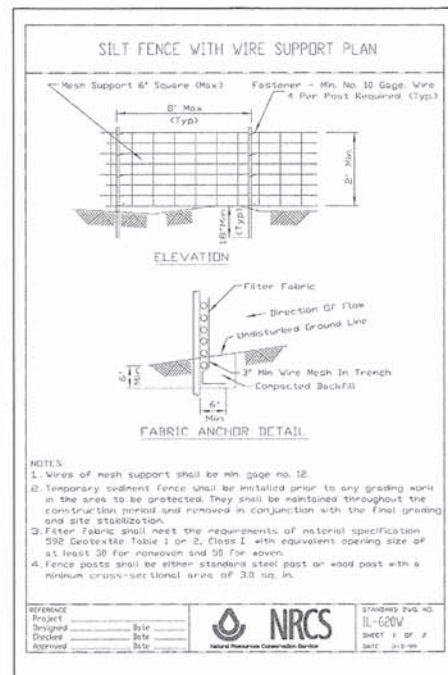 SILT FENCE WITH WIRE SUPPORT PLAN
Mesh Support 6" Square (Max)
Fastener - Min. No. 10 Gage. Wire
4 Per Post Required. (Typ.)
8' Max
(Typ)
2' Min.
18" Min
(Typ)
ELEVATION
Filter Fabric
Direction Of Flow
Undisturbed Ground Line
6" Min
3" Min Wire Mesh In Trench
Compacted Backfill
6"
Min
FABRIC ANCHOR DETAIL
NOTES:
1. Wires of mesh support shall be min. gage no. 12.
2. Temporary sediment fence shall be installed prior to any grading work
in the area to be protected. They shall be maintained throughout the
construction period and removed in conjunction with the final grading
and site stabilization.
3. Filter fabric shall meet the requirements of material specification
592 Geotextile Table 1 or 2, Class I with equivalent opening size of
at least 30 for nonwoven and 50 for woven.
4. Fence posts shall be either standard steel post or wood post with a
minimum cross-sectional area of 3.0 sq. in.
REFERENCE
Project
Designed Date
Checked Date
Approved Date
NRCS
Natural Resources Conservation Service
STANDARD DWG. NO.
IL-620W
SHEET 1 OF 2
DATE